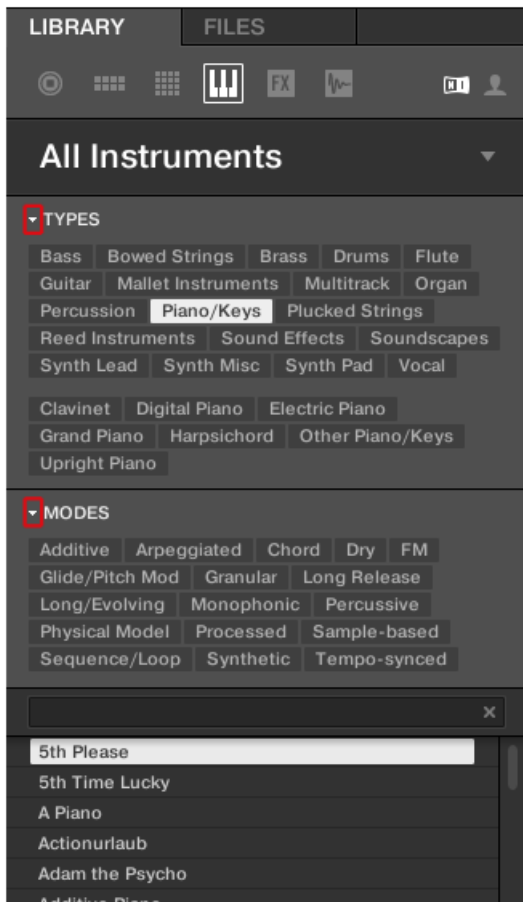 LIBRARY FILES
FX NI
All Instruments
TYPES
Bass Bowed Strings Brass Drums Flute
Guitar Mallet Instruments Multitrack Organ
Percussion Piano/Keys Plucked Strings
Reed Instruments Sound Effects Soundscapes
Synth Lead Synth Misc Synth Pad Vocal
Clavinet Digital Piano Electric Piano
Grand Piano Harpsichord Other Piano/Keys
Upright Piano
MODES
Additive Arpeggiated Chord Dry FM
Glide/Pitch Mod Granular Long Release
Long/Evolving Monophonic Percussive
Physical Model Processed Sample-based
Sequence/Loop Synthetic Tempo-synced
5th Please
5th Time Lucky
A Piano
Actionurlaub
Adam the Psycho
Additive Piano